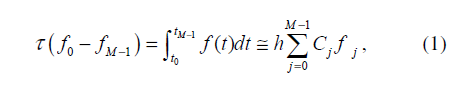 τ(f₀ − f_{M−1}) = ∫_{t₀}^{t_{M−1}} f(t)dt ≅ h ∑_{j=0}^{M−1} C_j f_j , (1)